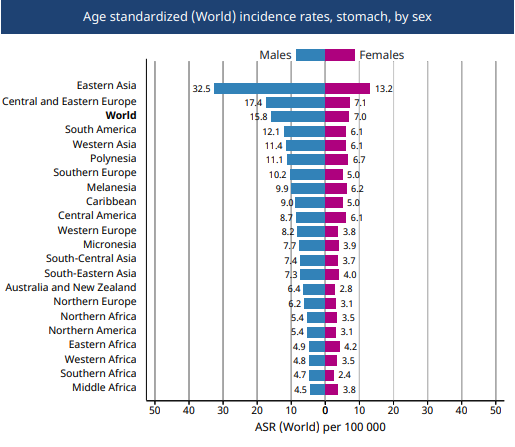 Age standardized (World) incidence rates, stomach, by sex
Males Females
Eastern Asia 32.5 13.2
Central and Eastern Europe 17.4 7.1
World 15.8 7.0
South America 12.1 6.1
Western Asia 11.4 6.1
Polynesia 11.1 6.7
Southern Europe 10.2 5.0
Melanesia 9.9 6.2
Caribbean 9.0 5.0
Central America 8.7 6.1
Western Europe 8.2 3.8
Micronesia 7.7 3.9
South-Central Asia 7.4 3.7
South-Eastern Asia 7.3 4.0
Australia and New Zealand 6.4 2.8
Northern Europe 6.2 3.1
Northern Africa 5.4 3.5
Northern America 5.4 3.1
Eastern Africa 4.9 4.2
Western Africa 4.8 3.5
Southern Africa 4.7 2.4
Middle Africa 4.5 3.8
50 40 30 20 10 0 10 20 30 40 50
ASR (World) per 100 000